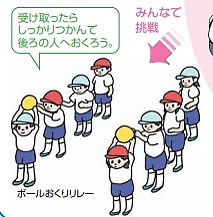 受け取ったら
しっかりつかんで
後ろの人へおくろう。
みんなで
挑戦
ボールおくりリレー